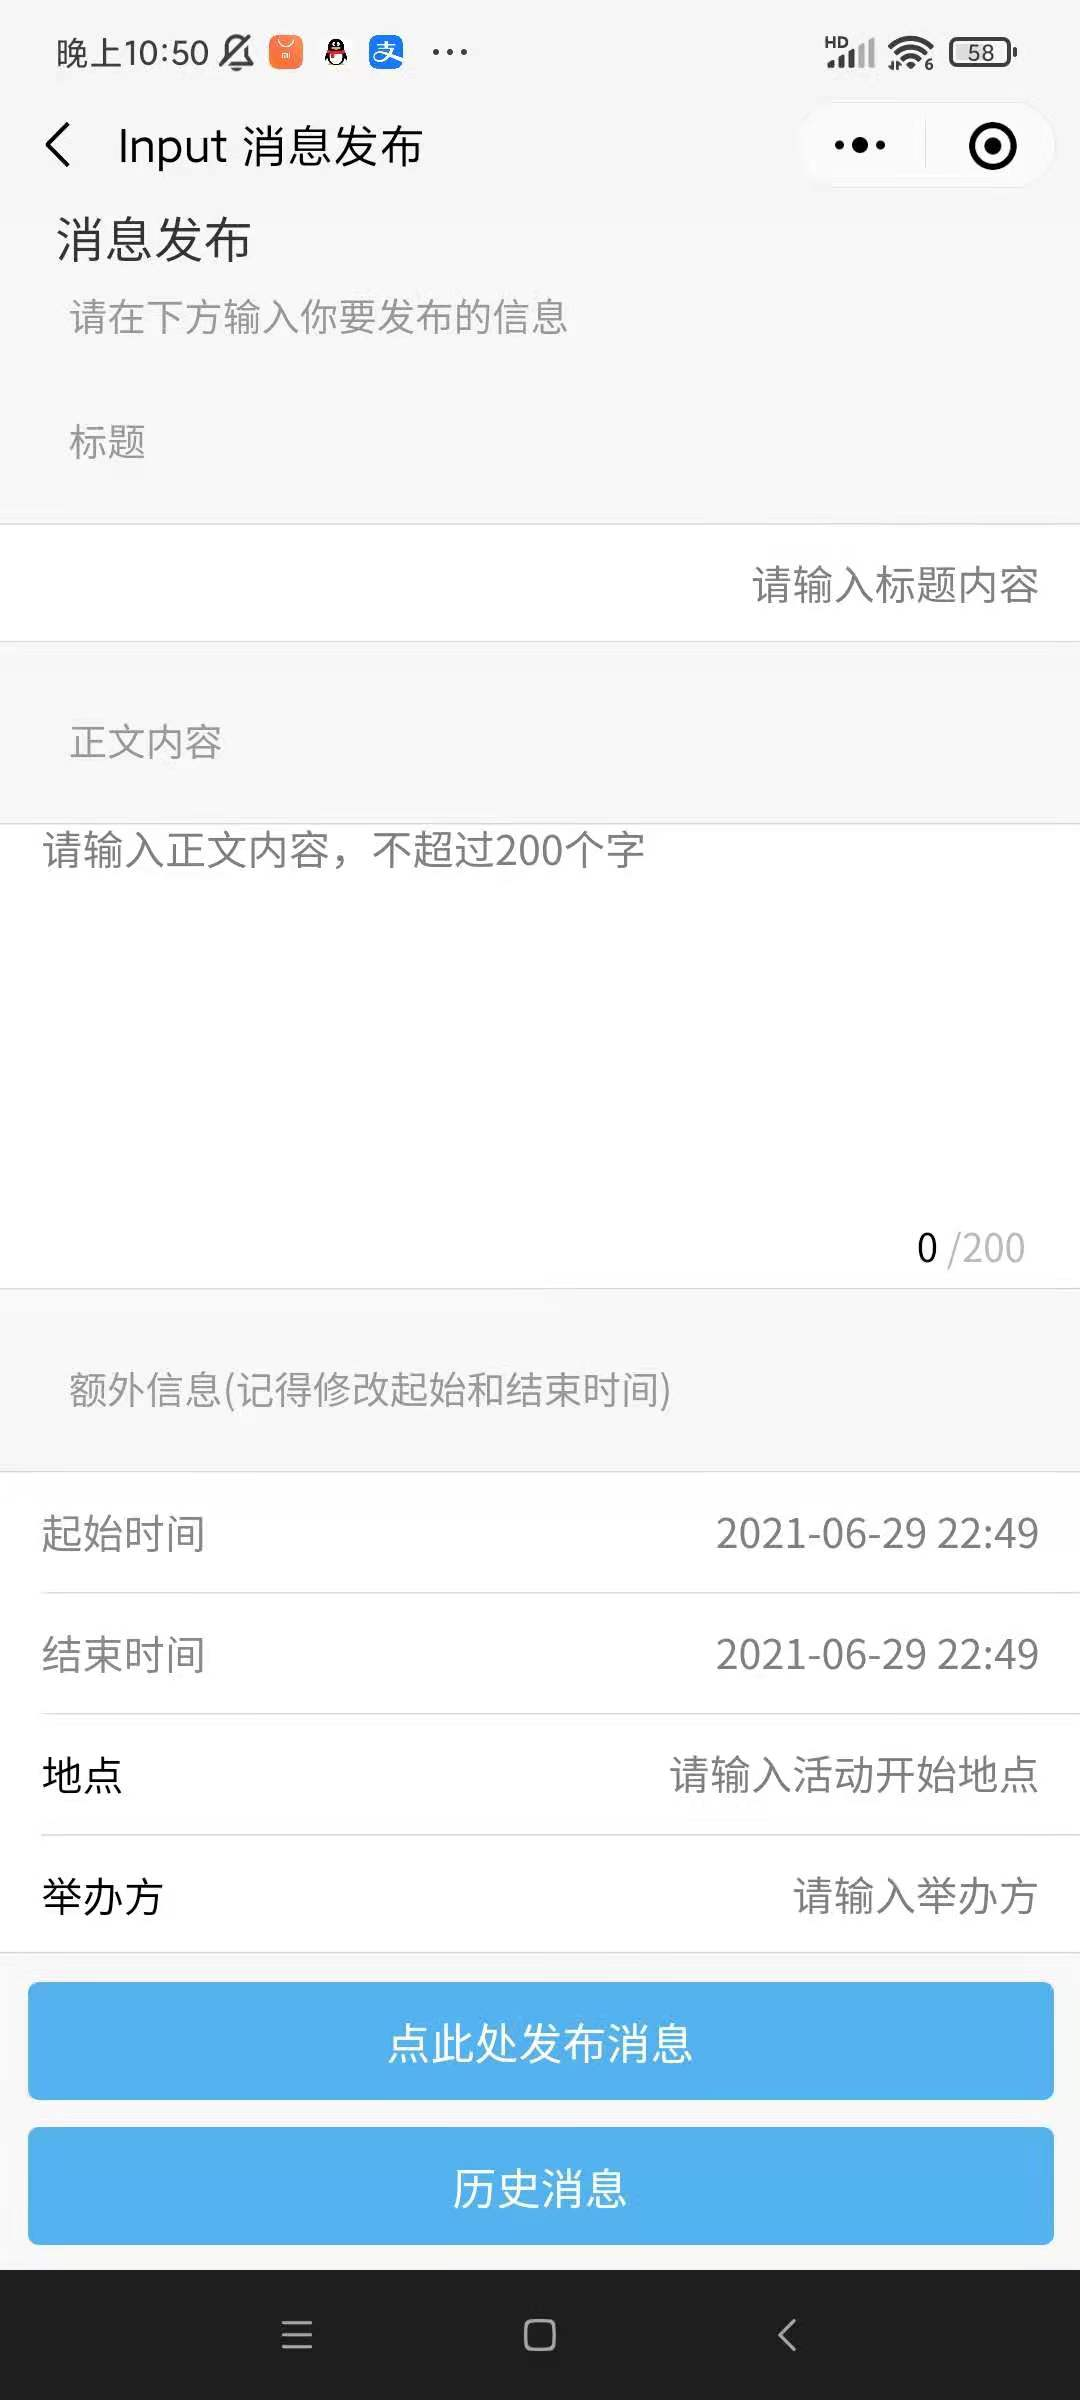 晚上10:50
HD
6
58
Input 消息发布
消息发布
请在下方输入你要发布的信息
标题
请输入标题内容
正文内容
请输入正文内容，不超过200个字
0 /200
额外信息(记得修改起始和结束时间)
起始时间 2021-06-29 22:49
结束时间 2021-06-29 22:49
地点 请输入活动开始地点
举办方 请输入举办方
点此处发布消息
历史消息